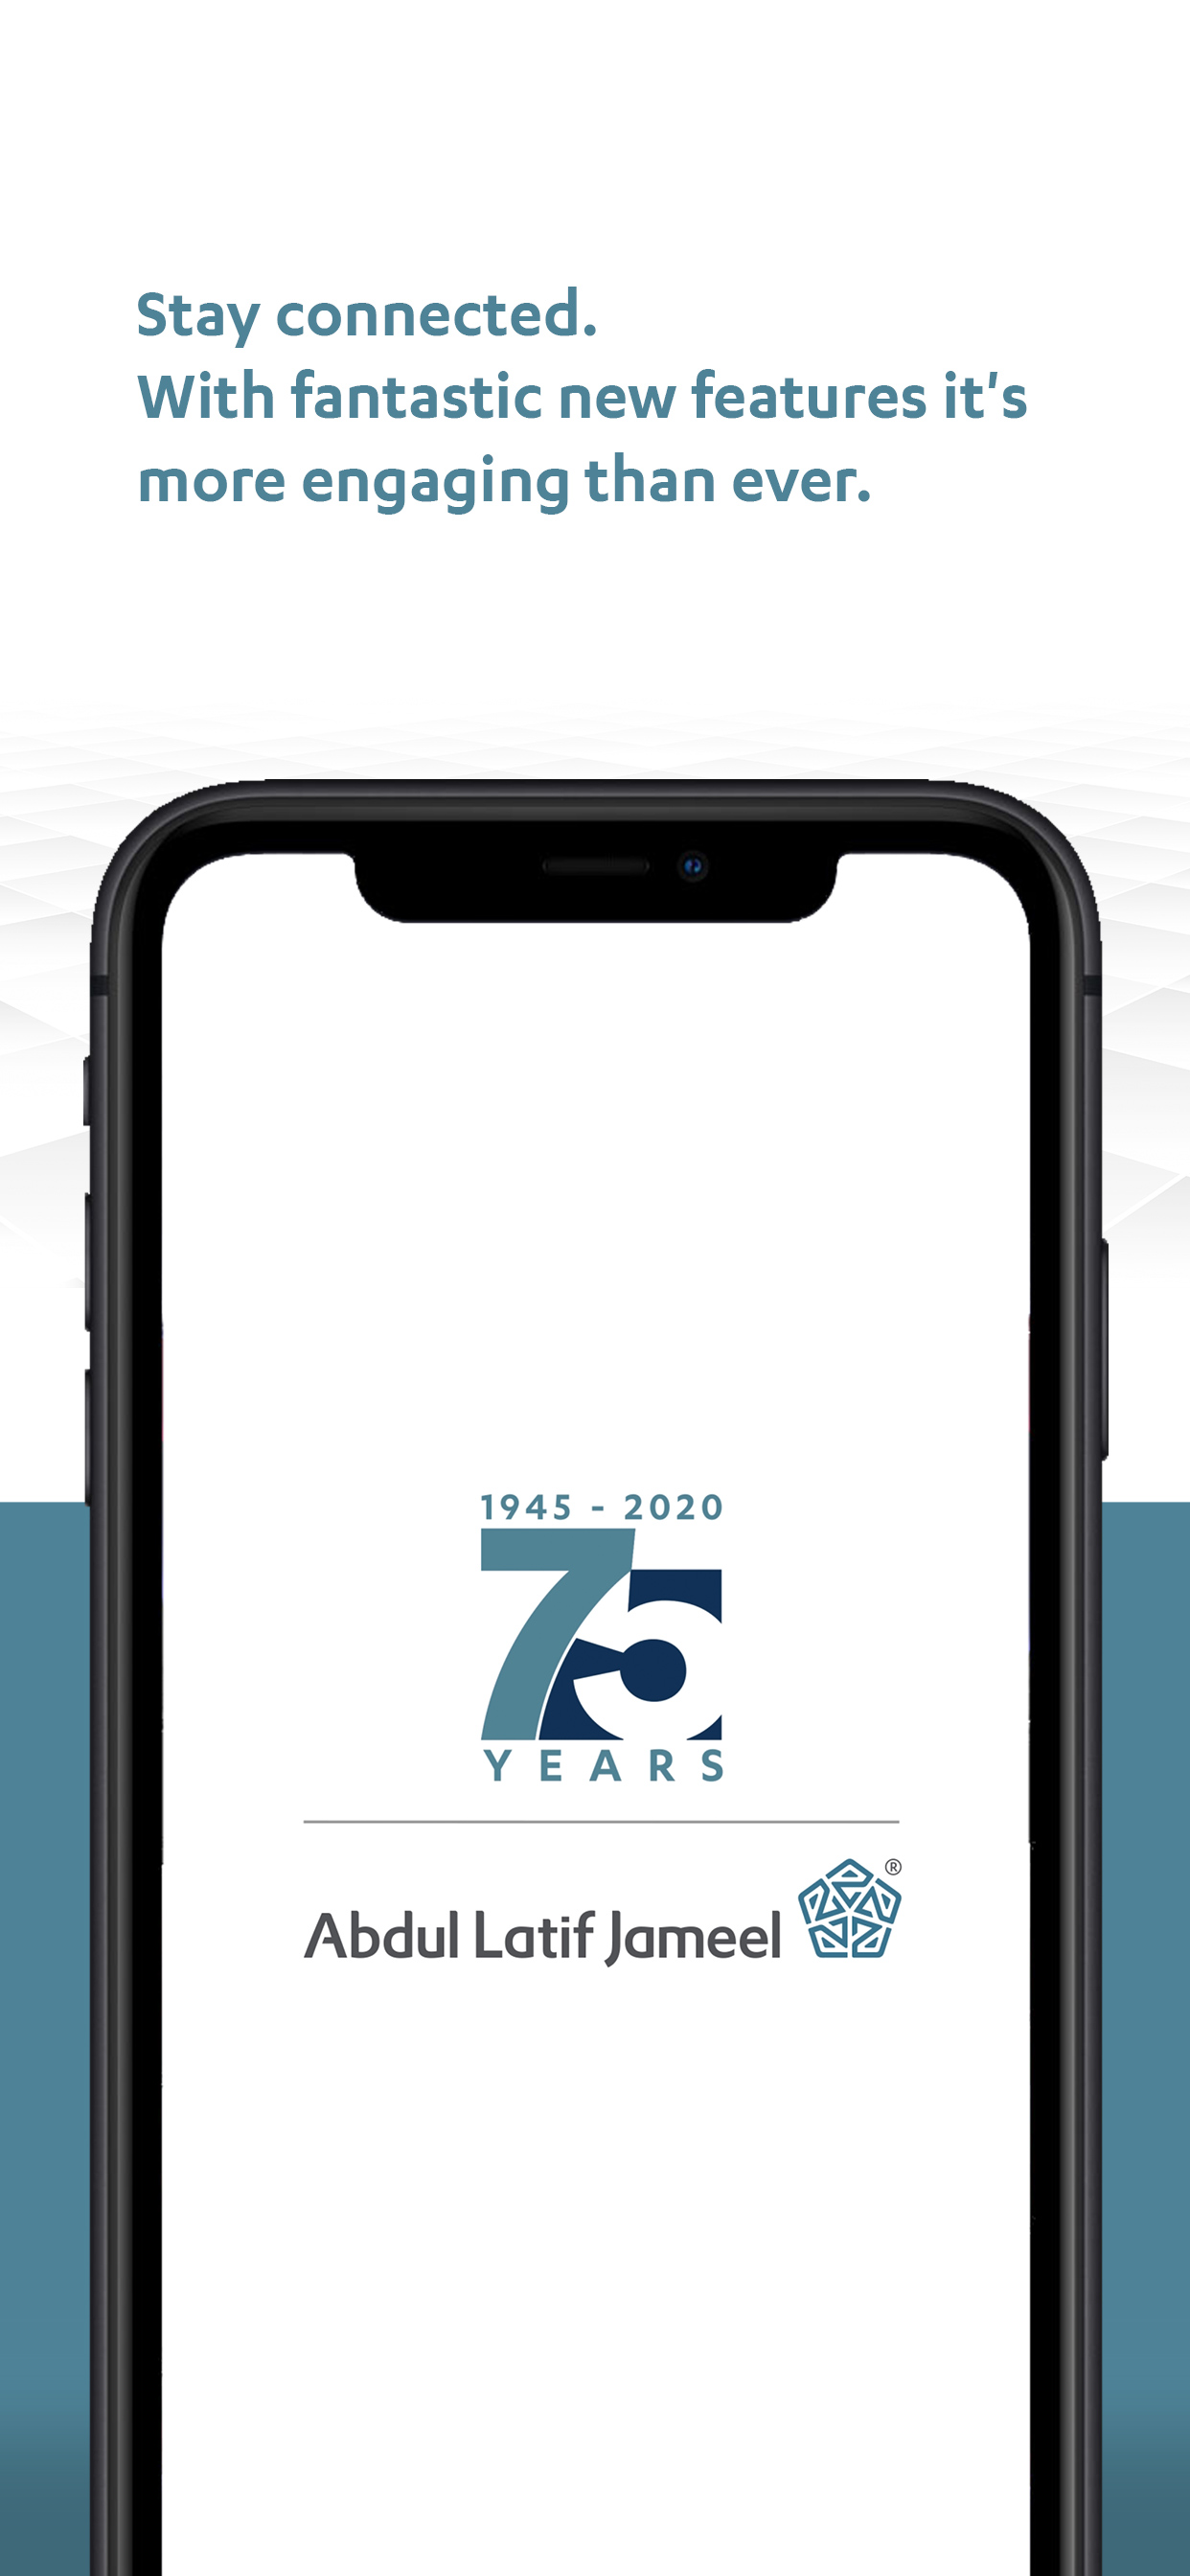 Stay connected.
With fantastic new features it's
more engaging than ever.
1945 - 2020
75
YEARS
Abdul Latif Jameel ®